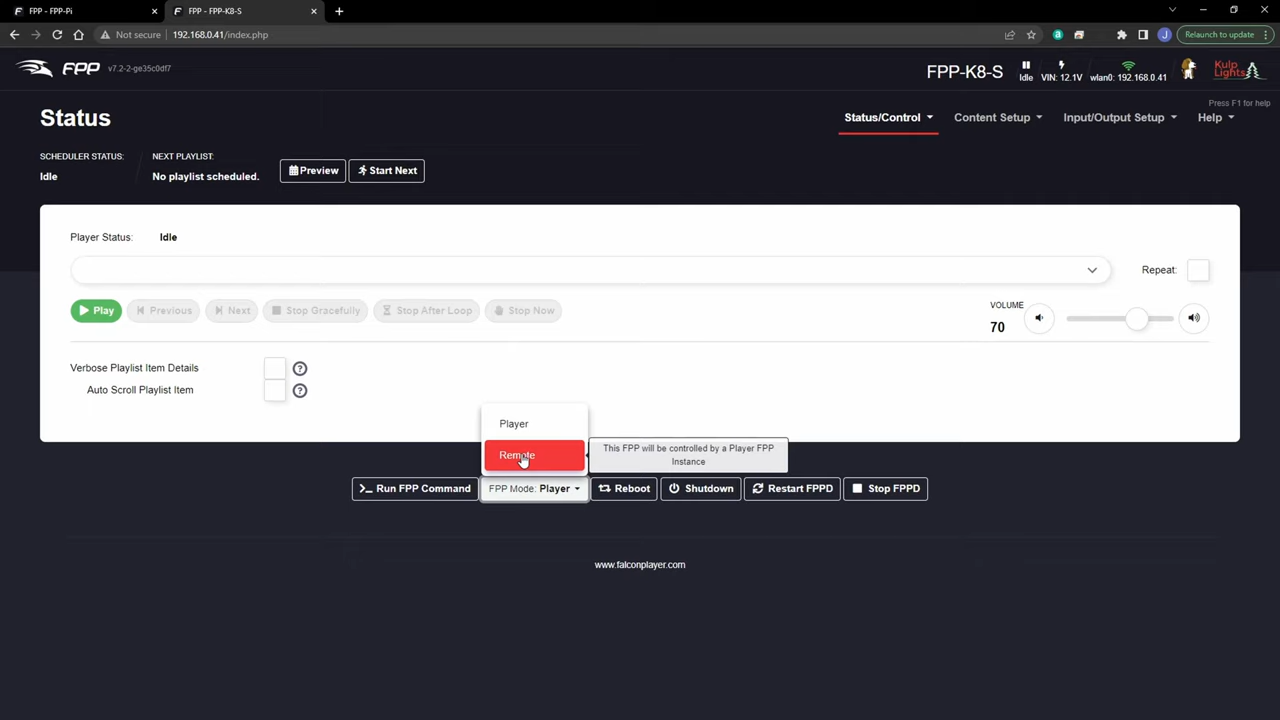 FPP - FPP-Pi
FPP - FPP-K8-S
Not secure
192.168.0.41/index.php
Relaunch to update
FPP
v7.2-2-ge35c0df7
FPP-K8-S
Idle
VIN: 12.1V
wlan0: 192.168.0.41
Kulp Lights
Press F1 for help
Status
Status/Control
Content Setup
Input/Output Setup
Help
SCHEDULER STATUS:
NEXT PLAYLIST:
Idle
No playlist scheduled.
Preview
Start Next
Player Status:
Idle
Repeat:
Play
Previous
Next
Stop Gracefully
Stop After Loop
Stop Now
VOLUME
70
Verbose Playlist Item Details
Auto Scroll Playlist Item
Player
Remote
This FPP will be controlled by a Player FPP
Instance
Run FPP Command
FPP Mode: Player
Reboot
Shutdown
Restart FPPD
Stop FPPD
www.falconplayer.com